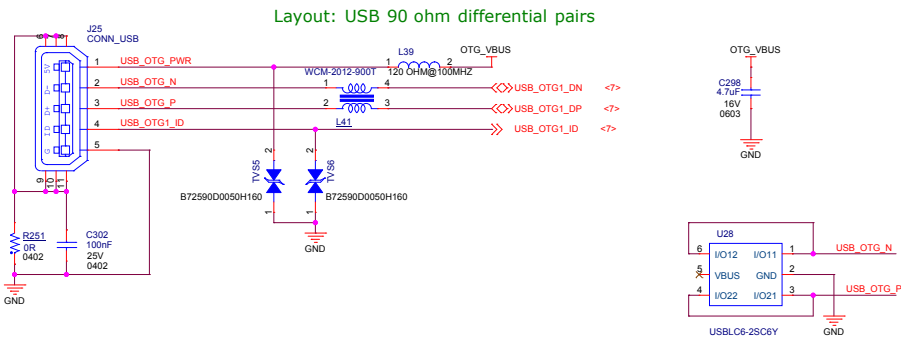 Layout: USB 90 ohm differential pairs
J25
CONN_USB
5V
D-
D+
ID
G
1
2
3
4
5
9
10
11
USB_OTG_PWR
USB_OTG_N
USB_OTG_P
USB_OTG1_ID
L39
1
2
120 OHM@100MHZ
OTG_VBUS
WCM-2012-900T
1
4
2
3
L41
USB_OTG1_DN
<7>
USB_OTG1_DP
<7>
USB_OTG1_ID
<7>
2
TVS5
1
B72590D0050H160
2
TVS6
1
B72590D0050H160
GND
R251
0R
0402
C302
100nF
25V
0402
GND
OTG_VBUS
C298
4.7uF
16V
0603
GND
U28
6
I/O12
I/O11
1
USB_OTG_N
5
VBUS
GND
2
4
I/O22
I/O21
3
USB_OTG_P
USBLC6-2SC6Y
GND